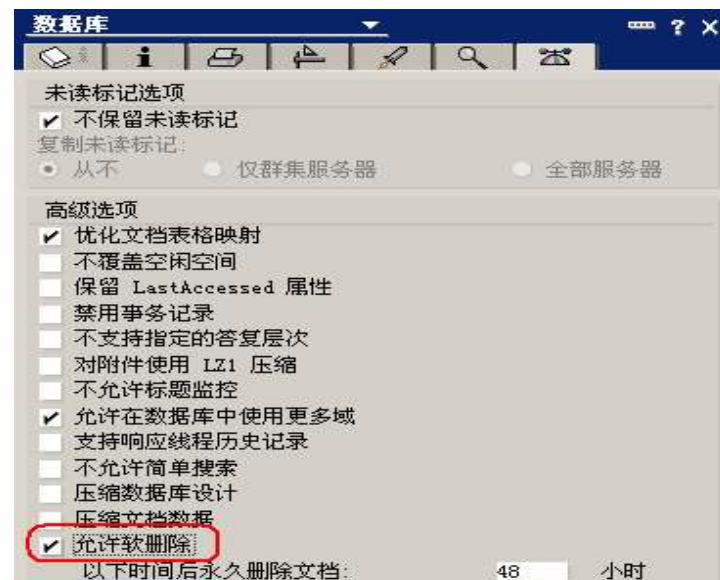 数据库 ? X
i
未读标记选项
不保留未读标记
复制未读标记:
从不 仅群集服务器 全部服务器
高级选项
优化文档表格映射
不覆盖空闲空间
保留 LastAccessed 属性
禁用事务记录
不支持指定的答复层次
对附件使用 LZ1 压缩
不允许标题监控
允许在数据库中使用更多域
支持响应线程历史记录
不允许简单搜索
压缩数据库设计
压缩文档数据
允许软删除
以下时间后永久删除文档: 48 小时